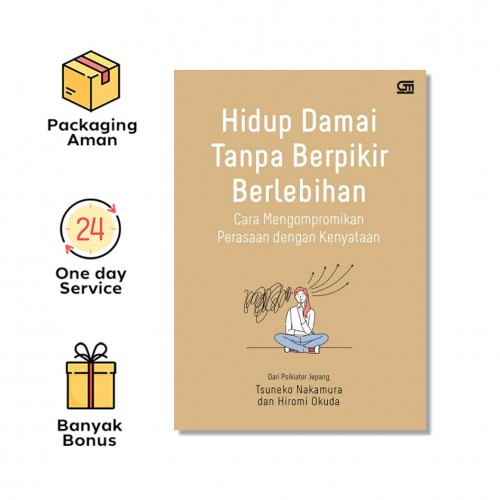 Packaging
Aman
24
One day
Service
Banyak
Bonus
GM
Hidup Damai
Tanpa Berpikir
Berlebihan
Cara Mengompromikan
Perasaan dengan Kenyataan
Dari Psikiater Jepang
Tsuneko Nakamura
dan Hiromi Okuda